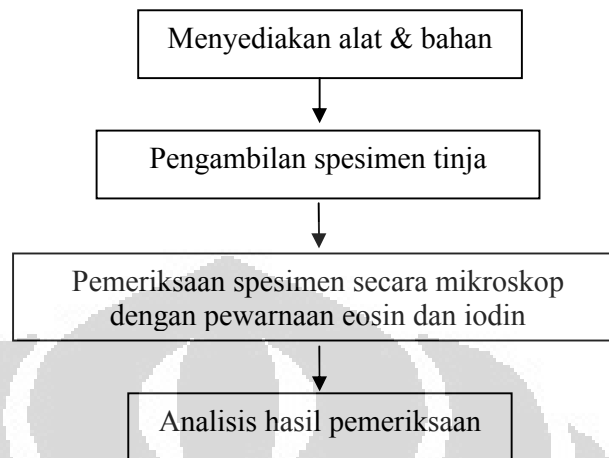 Menyediakan alat & bahan
Pengambilan spesimen tinja
Pemeriksaan spesimen secara mikroskop
dengan pewarnaan eosin dan iodin
Analisis hasil pemeriksaan